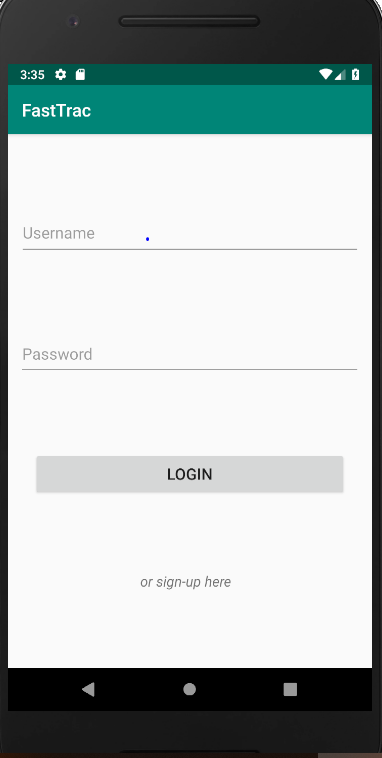 3:35
FastTrac
Username
Password
LOGIN
or sign-up here